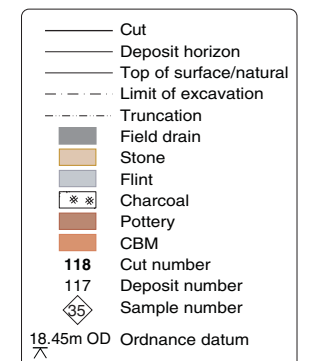 Cut
Deposit horizon
Top of surface/natural
Limit of excavation
Truncation
Field drain
Stone
Flint
Charcoal
Pottery
CBM
118 Cut number
117 Deposit number
35 Sample number
18.45m OD Ordnance datum